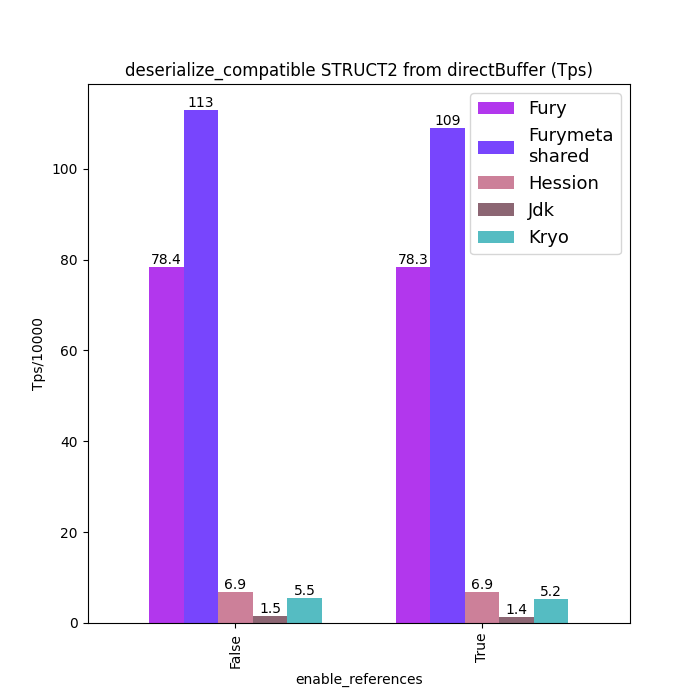 deserialize_compatible STRUCT2 from directBuffer (Tps)
Tps/10000
100
80
60
40
20
0
113
78.4
6.9
1.5
5.5
109
78.3
6.9
1.4
5.2
Fury
Furymeta
shared
Hession
Jdk
Kryo
False
True
enable_references